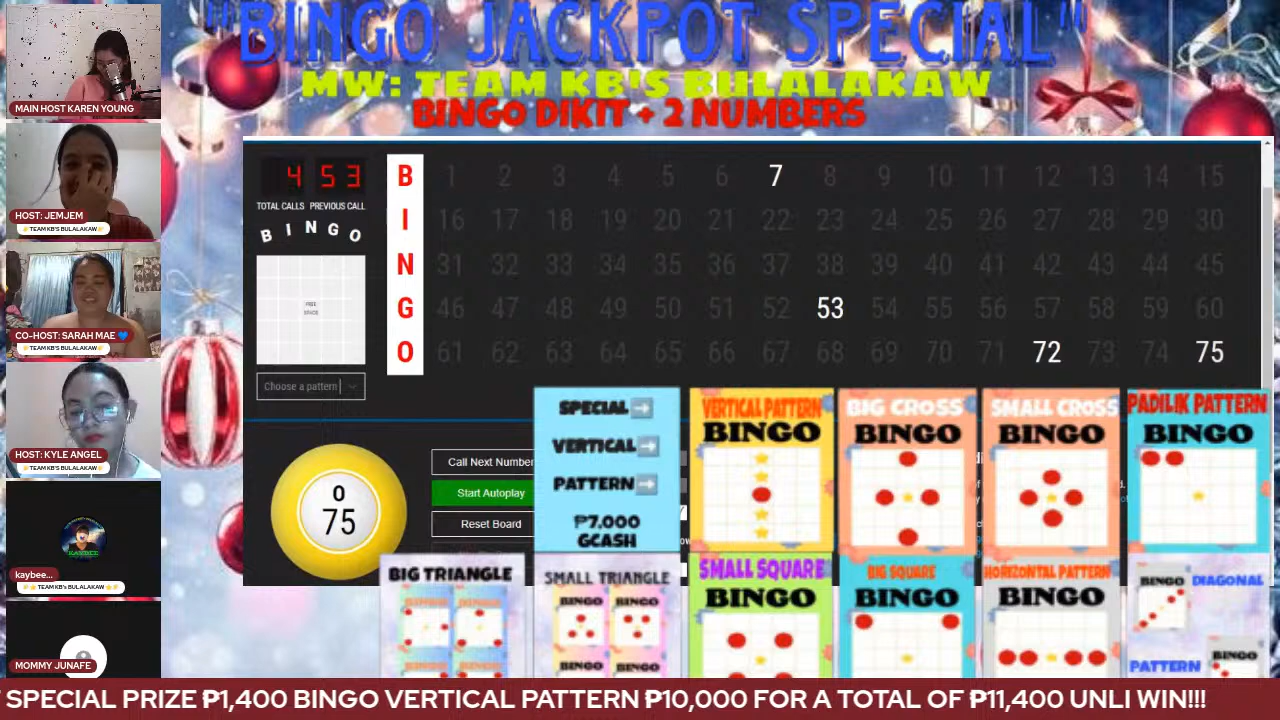 "BINGO JACKPOT SPECIAL"
MW: TEAM KB'S BULALAKAW
BINGO DIKIT + 2 NUMBERS
MAIN HOST KAREN YOUNG
HOST: JEMJEM
TEAM KB'S BULALAKAW
CO-HOST: SARAH MAE 💙
TEAM KB'S BULALAKAW
HOST: KYLE ANGEL
TEAM KB'S BULALAKAW
KAYBEE
kaybee...
TEAM KB's BULALAKAW
MOMMY JUNAFE
4 53
TOTAL CALLS PREVIOUS CALL
B I N G O
FREE
SPACE
Choose a pattern
B 1 2 3 4 5 6 7 8 9 10 11 12 13 14 15
I 16 17 18 19 20 21 22 23 24 25 26 27 28 29 30
N 31 32 33 34 35 36 37 38 39 40 41 42 43 44 45
G 46 47 48 49 50 51 52 53 54 55 56 57 58 59 60
O 61 62 63 64 65 66 67 68 69 70 71 72 73 74 75
O
75
Call Next Number
Start Autoplay
Reset Board
SPECIAL ➡
VERTICAL ➡
PATTERN ➡
₱7,000
GCASH
VERTICAL PATTERN
BINGO
BIG CROSS
BINGO
SMALL CROSS
BINGO
PADILIK PATTERN
BINGO
BIG TRIANGLE
BINGO BINGO
BINGO BINGO
SMALL TRIANGLE
BINGO BINGO
BINGO BINGO
SMALL SQUARE
BINGO
BIG SQUARE
BINGO
HORIZONTAL PATTERN
BINGO
BINGO DIAGONAL
PATTERN BINGO
SPECIAL PRIZE ₱1,400 BINGO VERTICAL PATTERN ₱10,000 FOR A TOTAL OF ₱11,400 UNLI WIN!!!